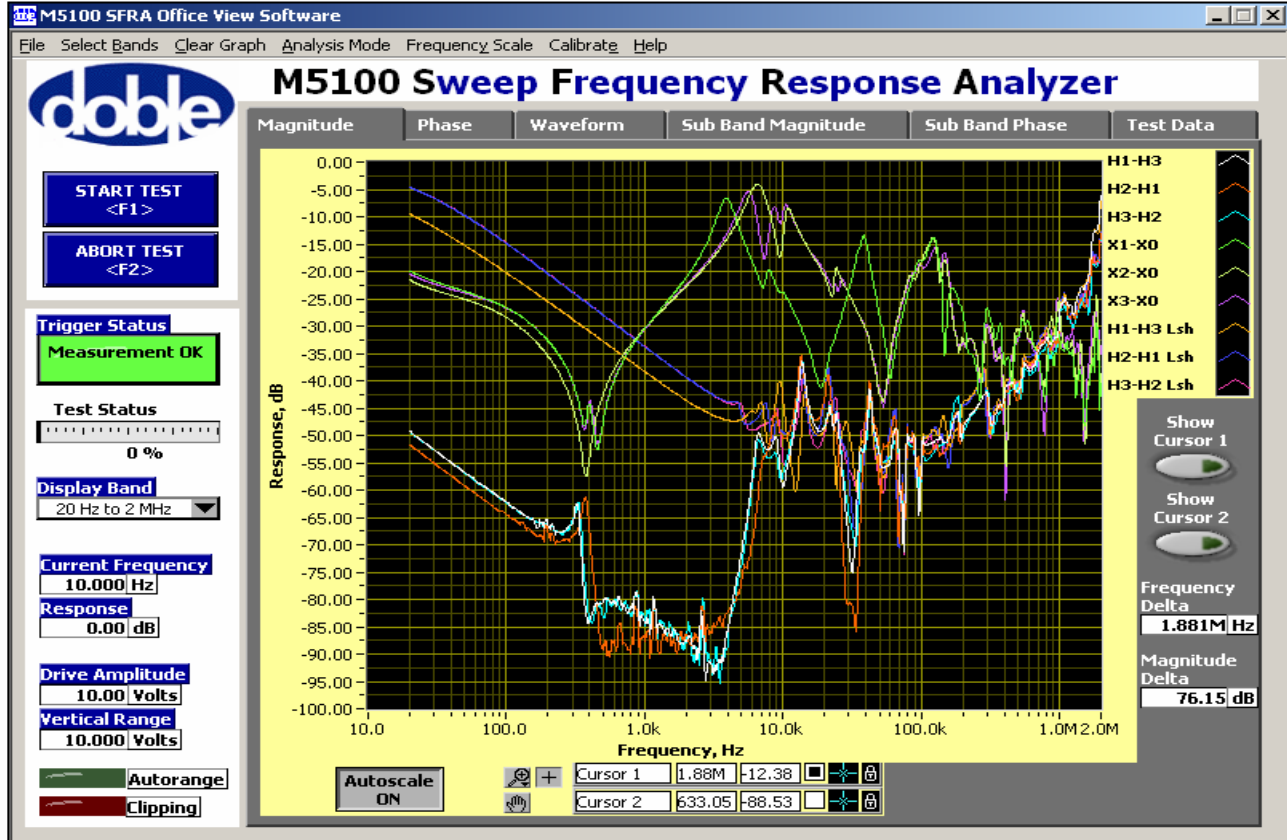 M5100 SFRA Office View Software
File Select Bands Clear Graph Analysis Mode Frequency Scale Calibrate Help
doble
M5100 Sweep Frequency Response Analyzer
START TEST
<F1>
ABORT TEST
<F2>
Trigger Status
Measurement OK
Test Status
0 %
Display Band
20 Hz to 2 MHz
Current Frequency
10.000 Hz
Response
0.00 dB
Drive Amplitude
10.00 Volts
Vertical Range
10.000 Volts
Autorange
Clipping
Magnitude Phase Waveform Sub Band Magnitude Sub Band Phase Test Data
Response, dB
0.00
-5.00
-10.00
-15.00
-20.00
-25.00
-30.00
-35.00
-40.00
-45.00
-50.00
-55.00
-60.00
-65.00
-70.00
-75.00
-80.00
-85.00
-90.00
-95.00
-100.00
10.0 100.0 1.0k 10.0k 100.0k 1.0M 2.0M
Frequency, Hz
H1-H3
H2-H1
H3-H2
X1-X0
X2-X0
X3-X0
H1-H3 Lsh
H2-H1 Lsh
H3-H2 Lsh
Show
Cursor 1
Show
Cursor 2
Frequency
Delta
1.881M Hz
Magnitude
Delta
76.15 dB
Autoscale
ON
Cursor 1 1.88M -12.38
Cursor 2 633.05 -88.53